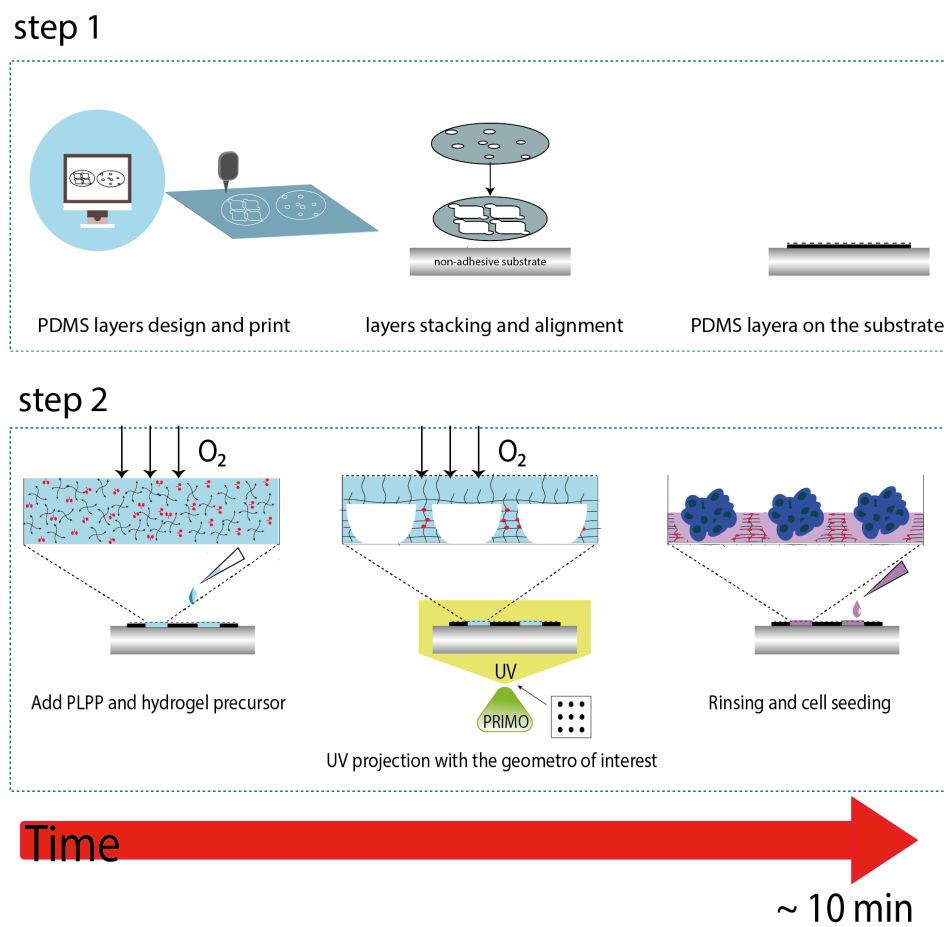 step 1
non-adhesive substrate
PDMS layers design and print
layers stacking and alignment
PDMS layera on the substrate
step 2
O₂
O₂
Add PLPP and hydrogel precursor
UV
PRIMO
UV projection with the geometro of interest
Rinsing and cell seeding
Time
~ 10 min